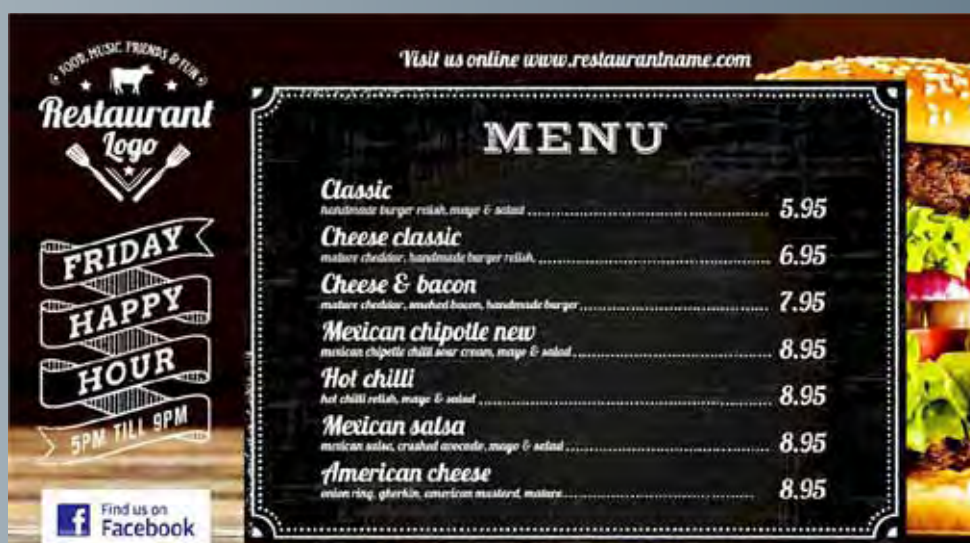 FOOD, MUSIC, FRIENDS & FUN
Restaurant
Logo
FRIDAY
HAPPY
HOUR
5PM TILL 9PM
Find us on
Facebook
Visit us online www.restaurantname.com
MENU
Classic
handmade burger relish, mayo & salad 5.95
Cheese classic
mature cheddar, handmade burger relish, 6.95
Cheese & bacon
mature cheddar, smoked bacon, handmade burger 7.95
Mexican chipotle new
mexican chipotle chilli sour cream, mayo & salad 8.95
Hot chilli
hot chilli relish, mayo & salad 8.95
Mexican salsa
mexican salsa, crushed avocado, mayo & salad 8.95
American cheese
onion ring, gherkin, american mustard, mature 8.95